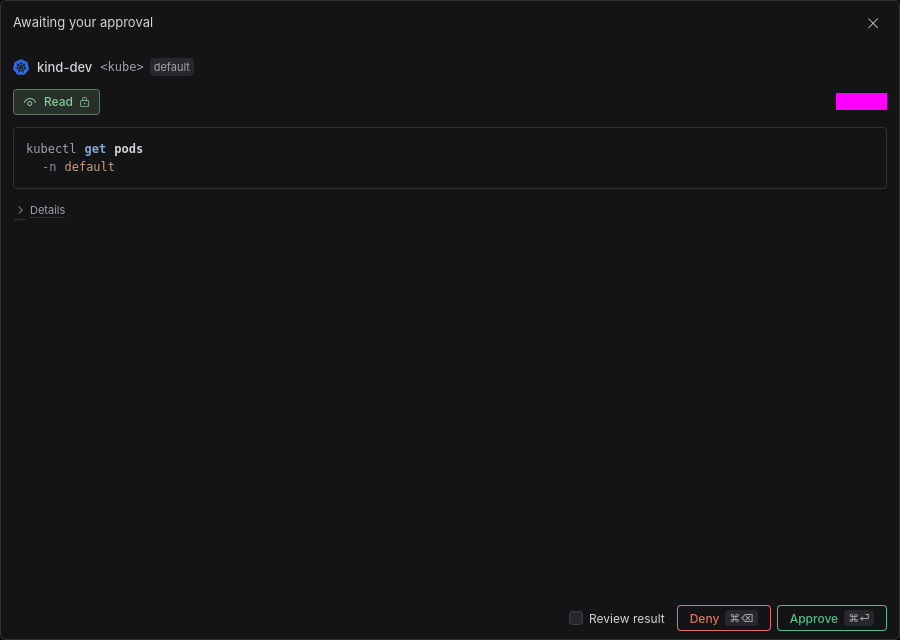 Awaiting your approval
kind-dev <kube> default
Read
kubectl get pods
-n default
Details
Review result Deny ⌘⌫ Approve ⌘⏎